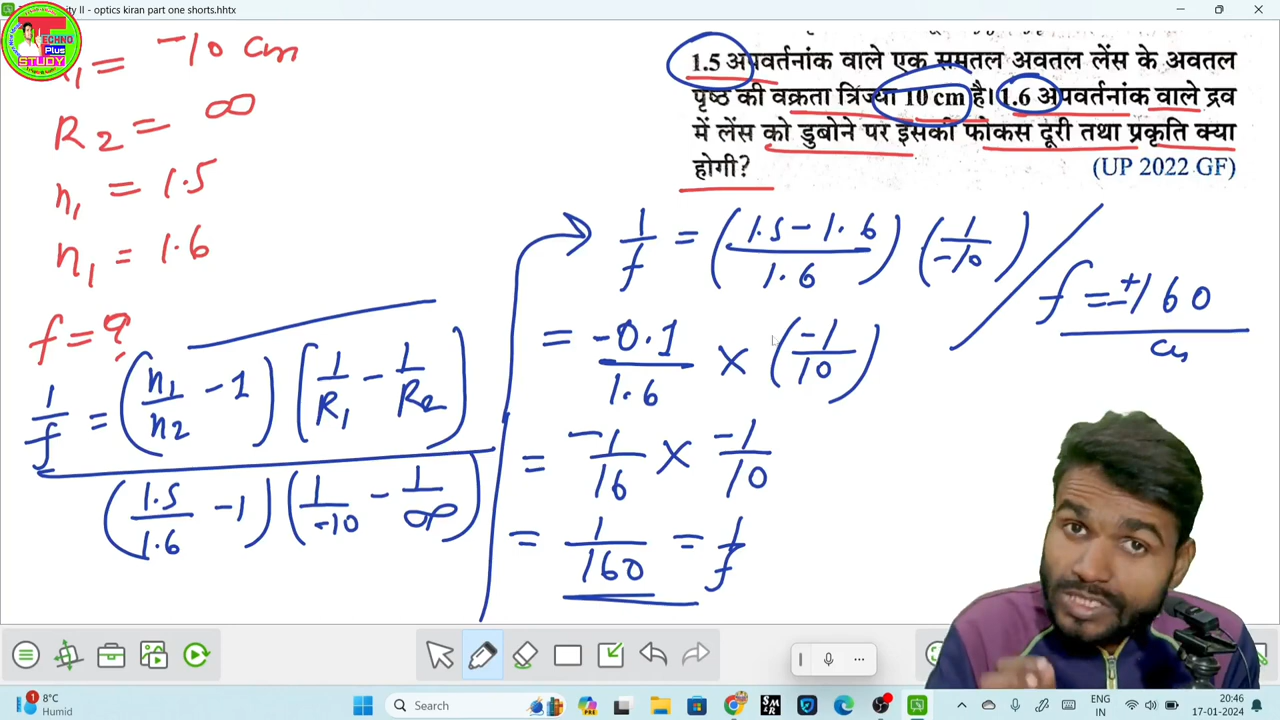 ity II - optics kiran part one shorts.hhtx
TECHNO
Plus
STUDY
1.5 अपवर्तनांक वाले एक समतल अवतल लेंस के अवतल
पृष्ठ की वक्रता त्रिज्या 10 cm है। 1.6 अपवर्तनांक वाले द्रव
में लेंस को डुबोने पर इसकी फोकस दूरी तथा प्रकृति क्या
होगी?
(UP 2022 GF)
R₁ = -10 cm
R₂ = ∞
n₁ = 1.5
n₁ = 1.6
f = ?
1/f = (n₁/n₂ - 1) [1/R₁ - 1/R₂]
(1.5/1.6 - 1) (1/-10 - 1/∞)
1/f = (1.5 - 1.6/1.6) (1/-10)
= -0.1/1.6 × (-1/10)
= -1/16 × -1/10
= 1/160 = 1/f
f = ±160
cm
8°C
Humid
Search
ENG
IN
20:46
17-01-2024